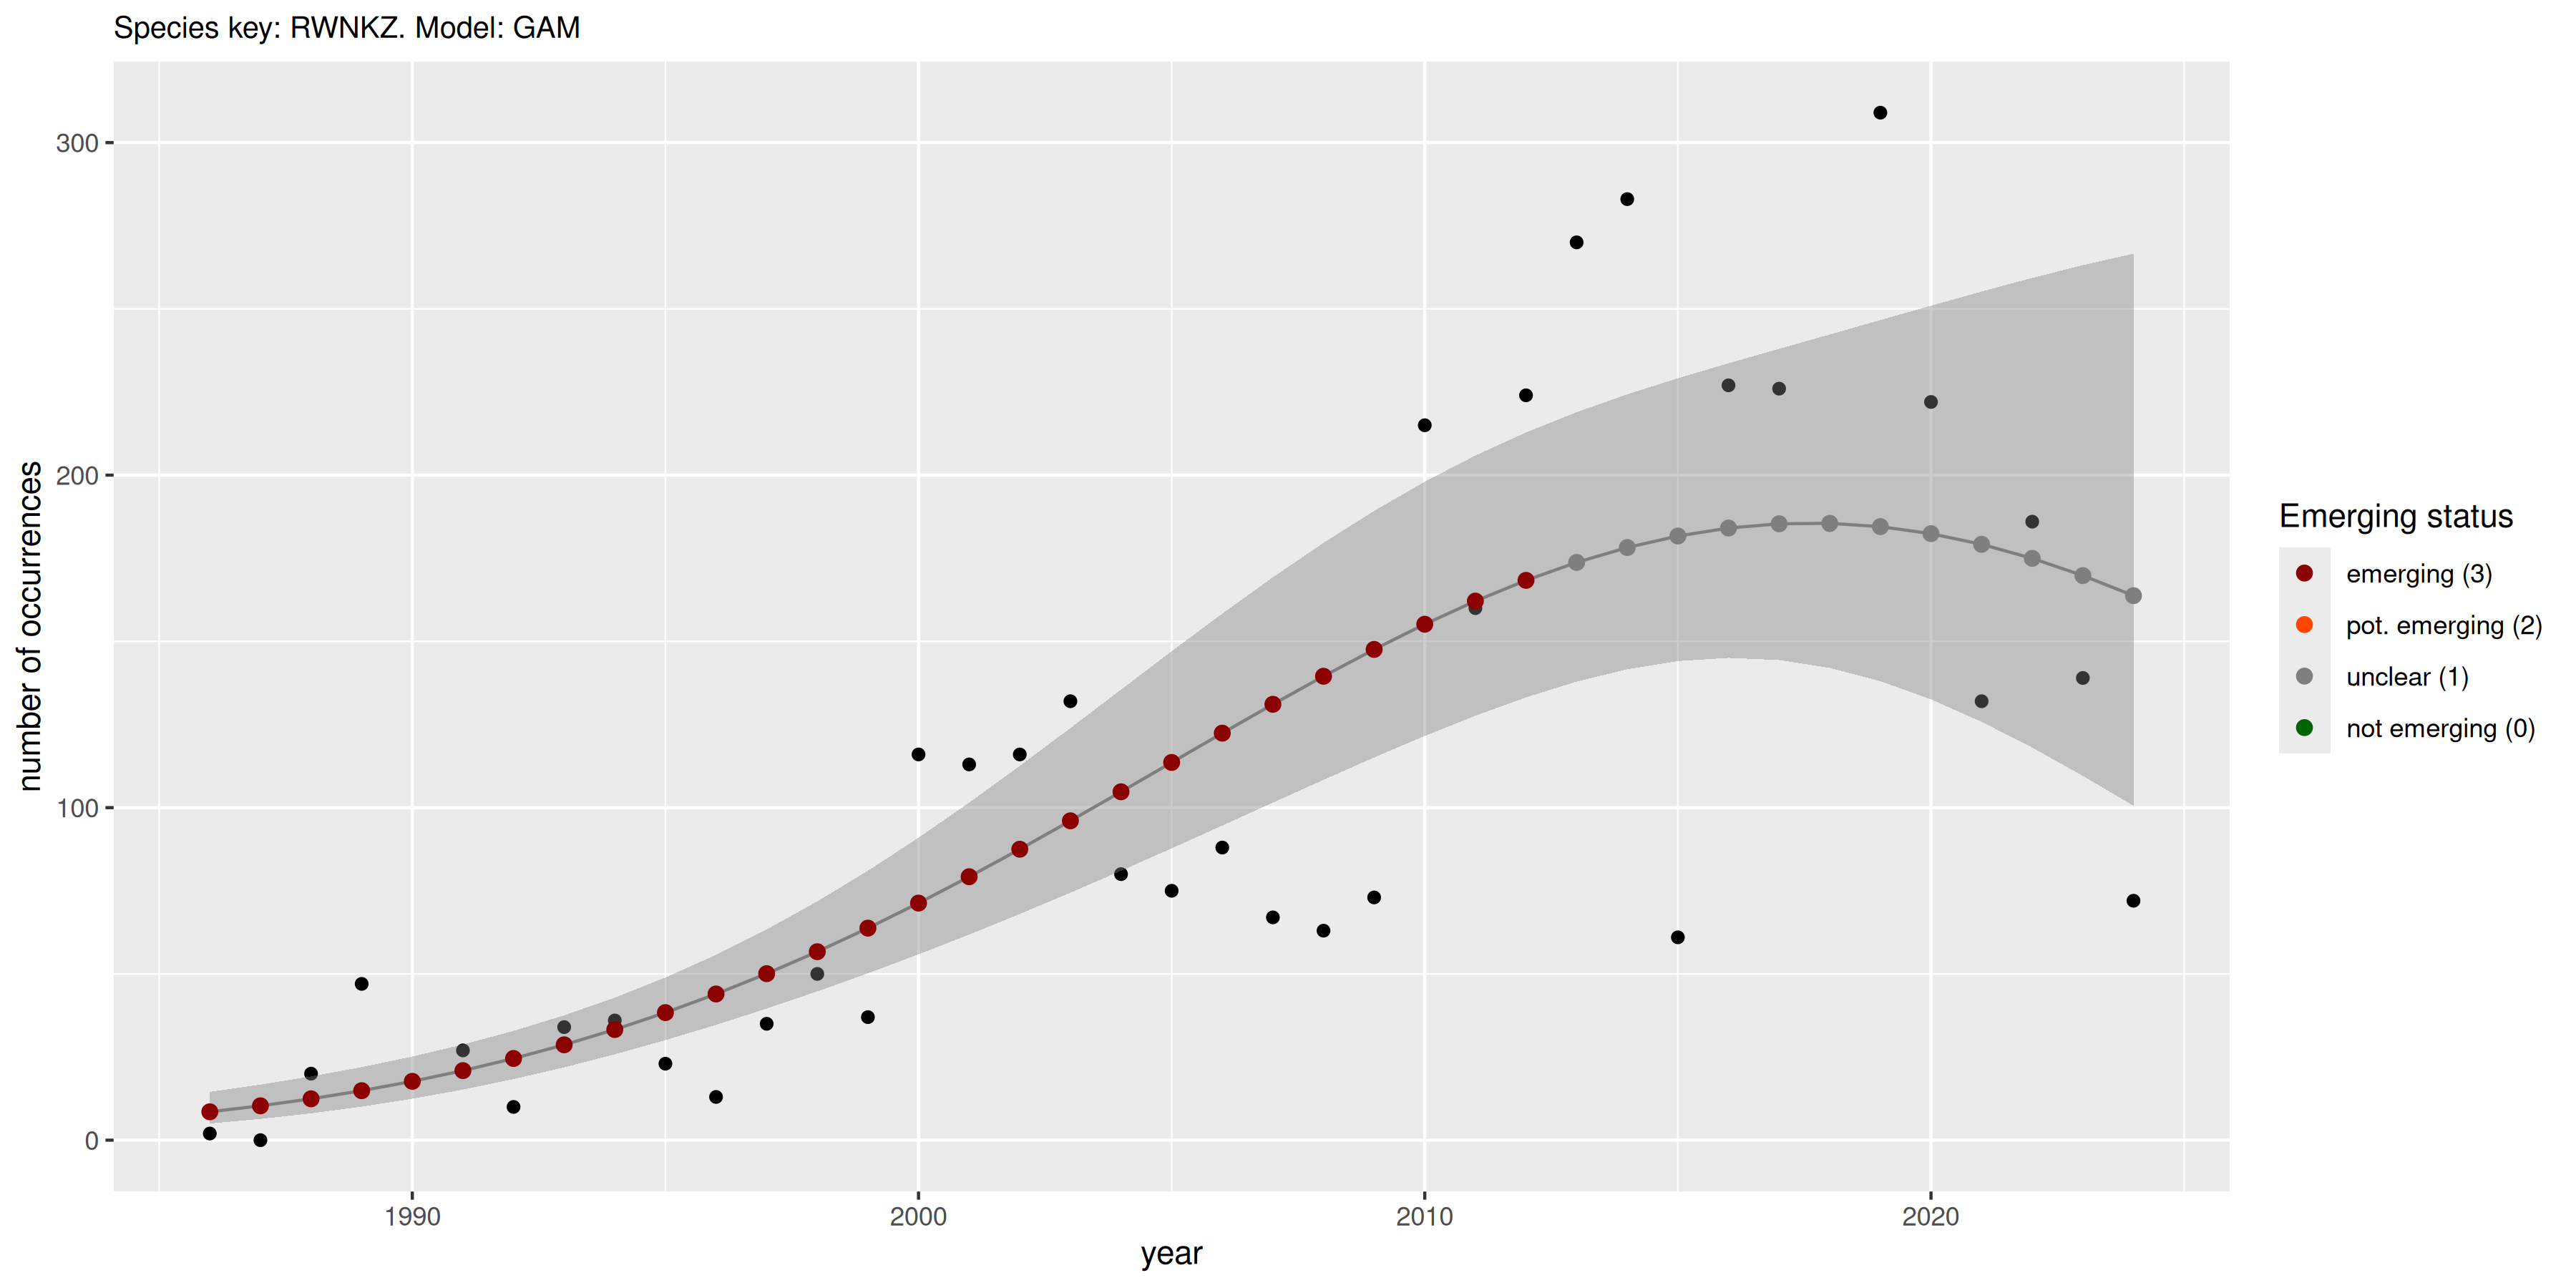 Species key: RWNKZ. Model: GAM
300
200
100
0
number of occurrences
1990
2000
2010
2020
year
Emerging status
emerging (3)
pot. emerging (2)
unclear (1)
not emerging (0)